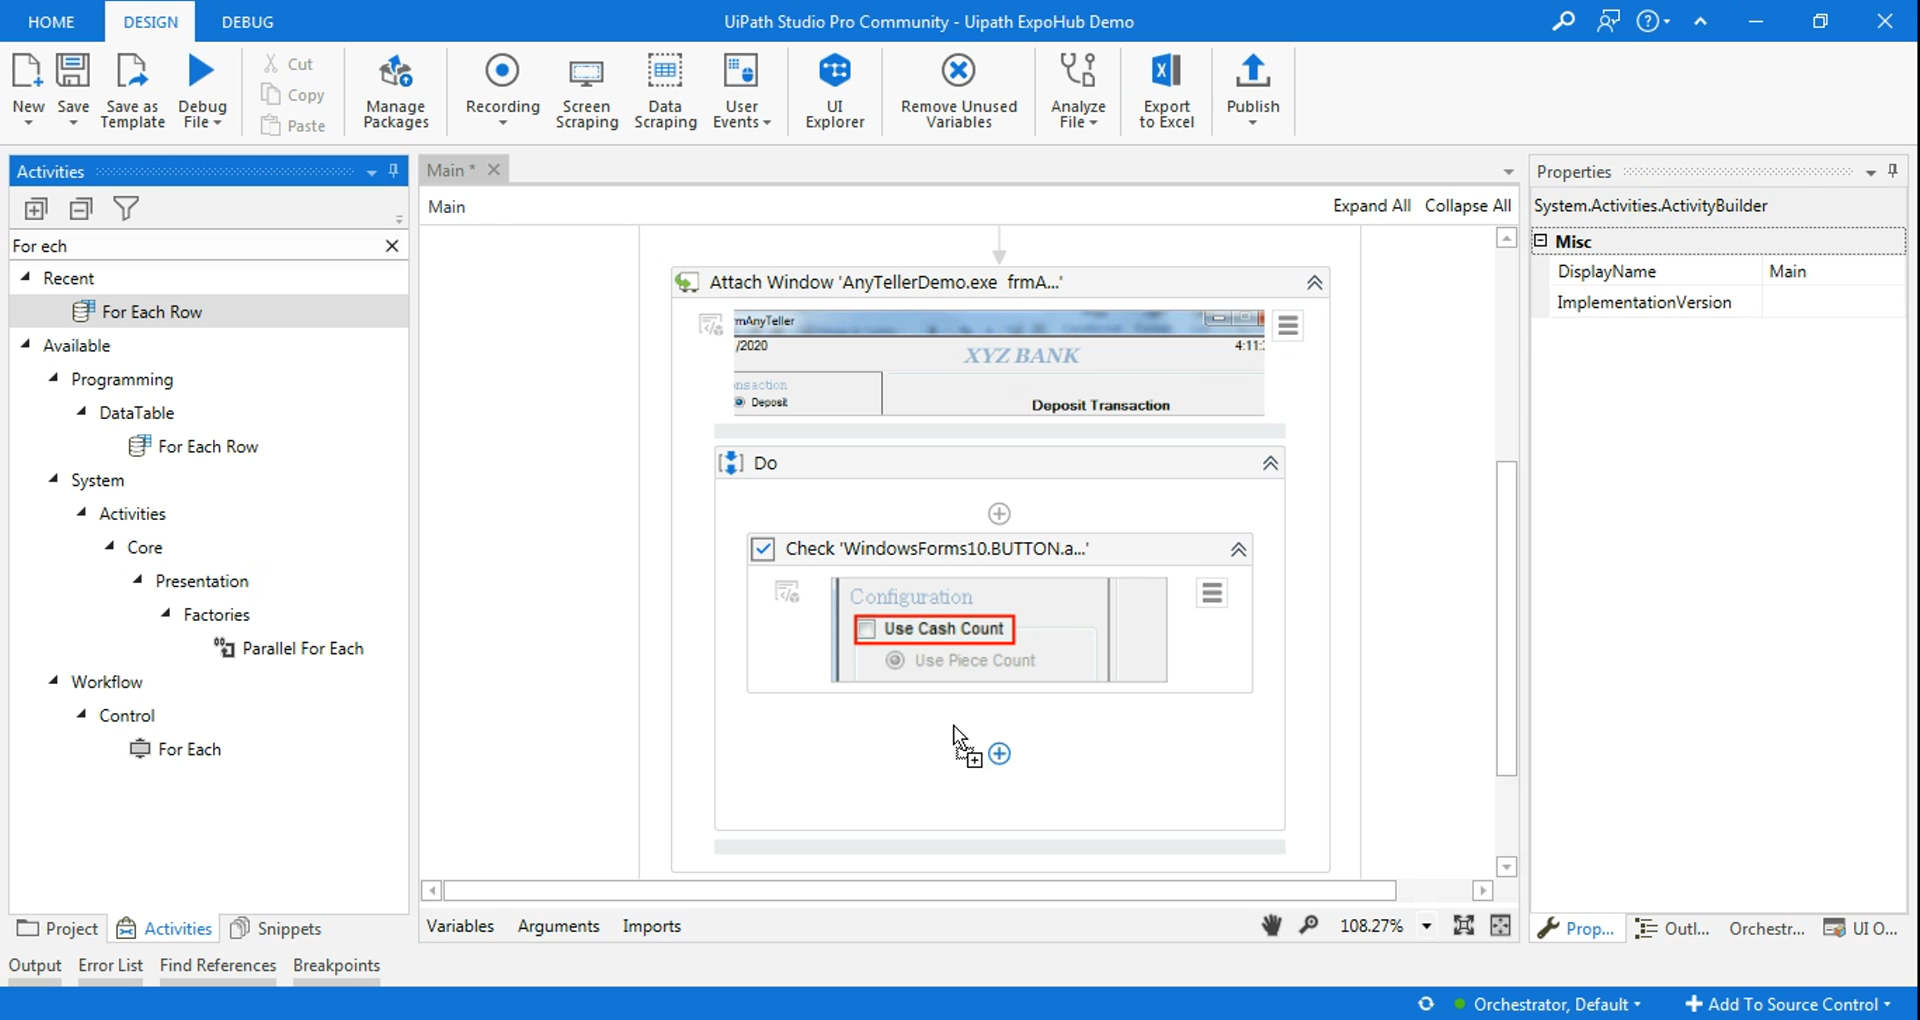 HOME DESIGN DEBUG
UiPath Studio Pro Community - Uipath ExpoHub Demo
New
Save
Save as Template
Debug File
Cut
Copy
Paste
Manage Packages
Recording
Screen Scraping
Data Scraping
User Events
UI Explorer
Remove Unused Variables
Analyze File
Export to Excel
Publish
Activities
For ech
Recent
For Each Row
Available
Programming
DataTable
For Each Row
System
Activities
Core
Presentation
Factories
Parallel For Each
Workflow
Control
For Each
Project Activities Snippets
Main *
Main
Expand All Collapse All
Attach Window 'AnyTellerDemo.exe frmA...'
rmAnyTeller
/2020
XYZ BANK
4:11:
nsaction
Deposit
Deposit Transaction
Do
Check 'WindowsForms10.BUTTON.a...'
Configuration
Use Cash Count
Use Piece Count
Variables Arguments Imports
108.27%
Properties
System.Activities.ActivityBuilder
Misc
DisplayName Main
ImplementationVersion
Prop... Outl... Orchestr... UI O...
Output Error List Find References Breakpoints
Orchestrator, Default
Add To Source Control